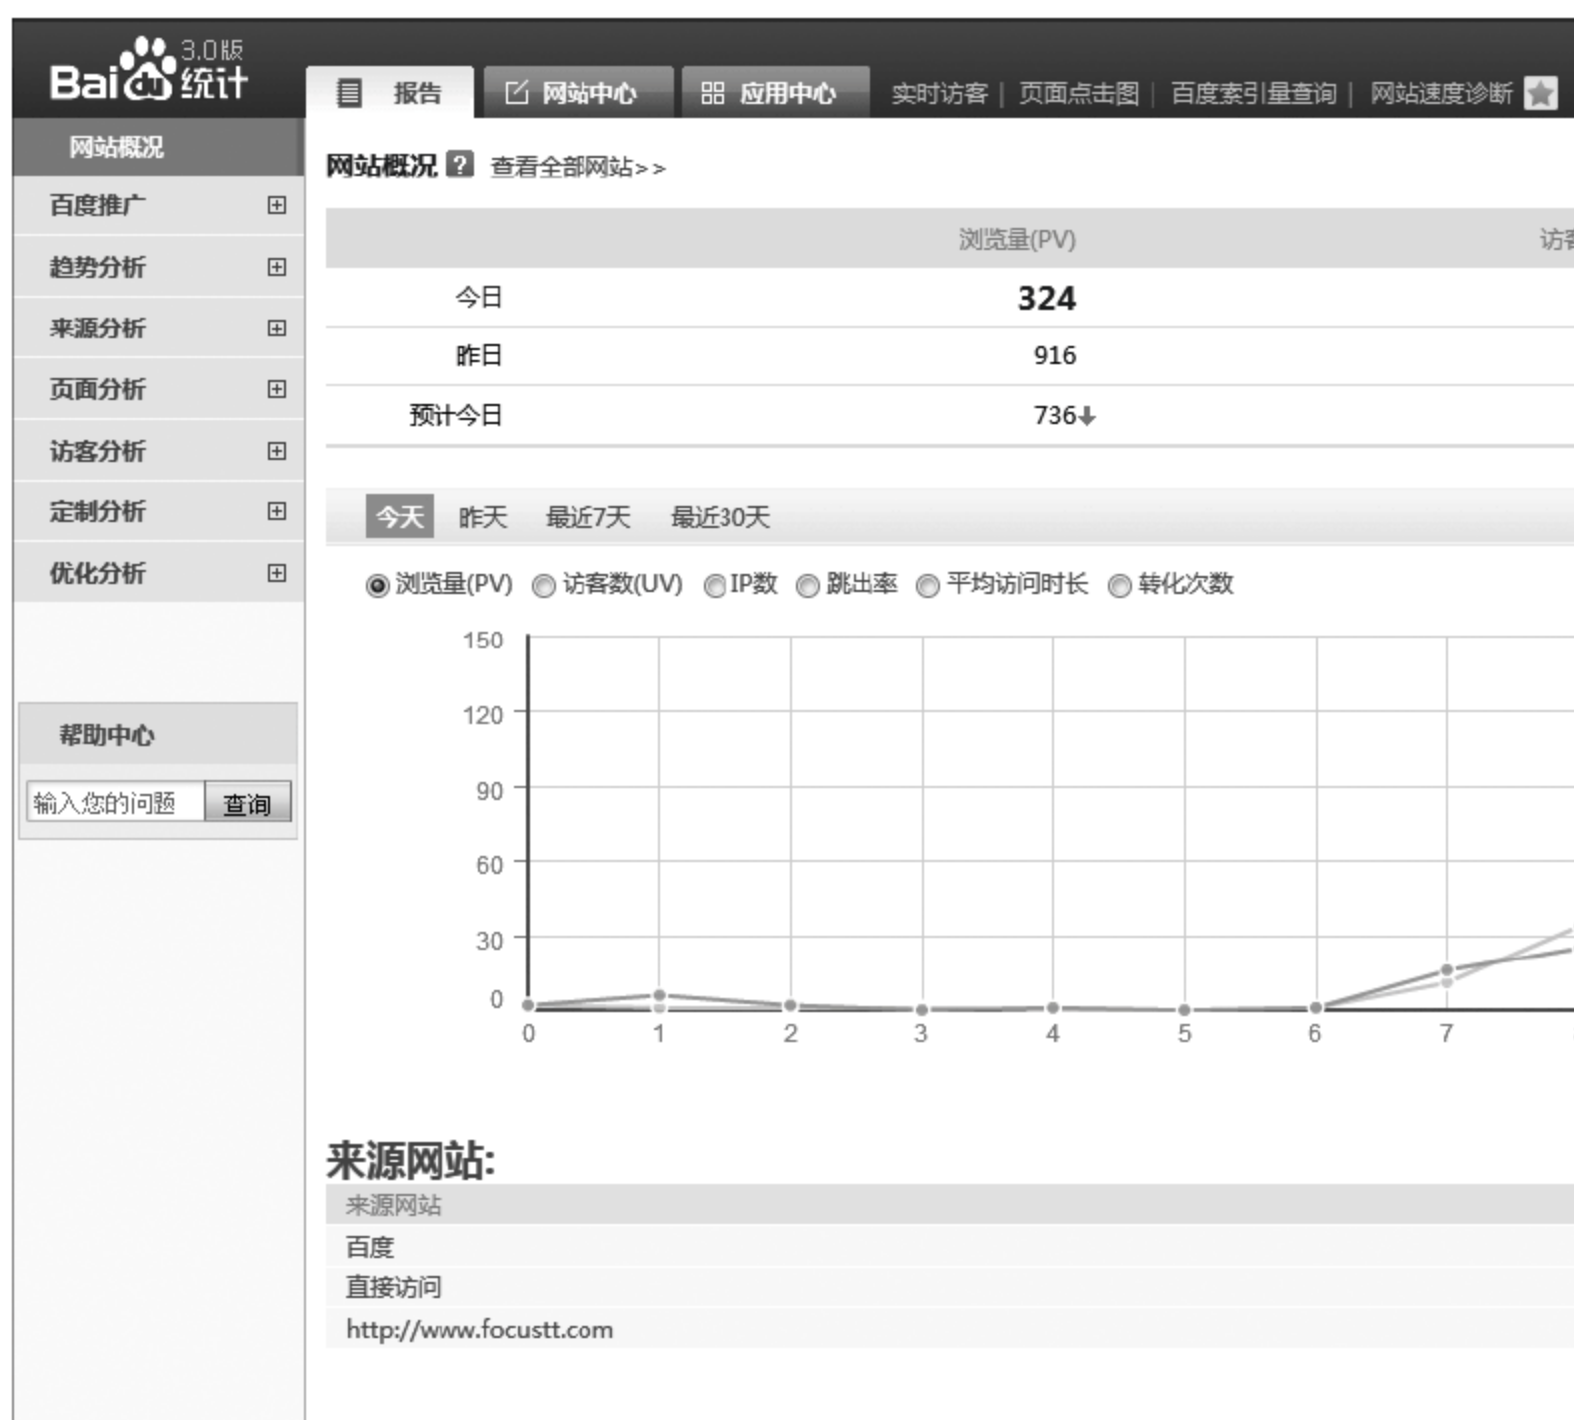 Bai du 3.0版 统计
报告 网站中心 应用中心 实时访客 | 页面点击图 | 百度索引量查询 | 网站速度诊断
网站概况
百度推广
趋势分析
来源分析
页面分析
访客分析
定制分析
优化分析
帮助中心
输入您的问题 查询
网站概况 ? 查看全部网站>>
浏览量(PV) 访客
今日 324
昨日 916
预计今日 736
今天 昨天 最近7天 最近30天
浏览量(PV) 访客数(UV) IP数 跳出率 平均访问时长 转化次数
150
120
90
60
30
0
0 1 2 3 4 5 6 7
来源网站:
来源网站
百度
直接访问
http://www.focustt.com